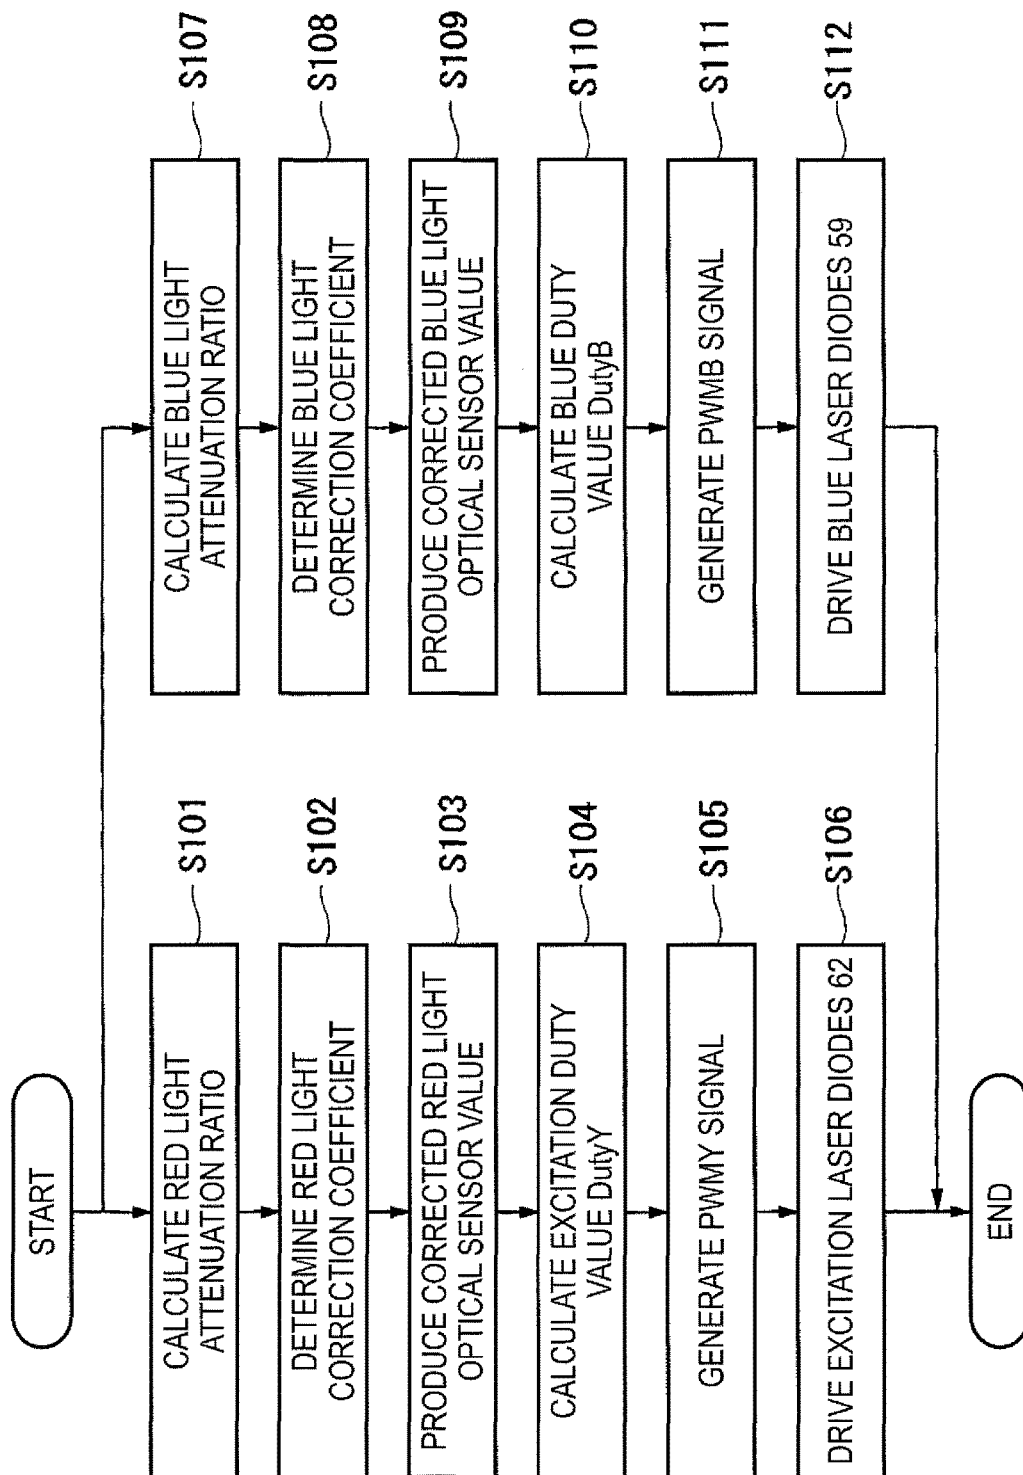 START
CALCULATE RED LIGHT
ATTENUATION RATIO
S101
DETERMINE RED LIGHT
CORRECTION COEFFICIENT
S102
PRODUCE CORRECTED RED LIGHT
OPTICAL SENSOR VALUE
S103
CALCULATE EXCITATION DUTY
VALUE DutyY
S104
GENERATE PWMY SIGNAL
S105
DRIVE EXCITATION LASER DIODES 62
S106
CALCULATE BLUE LIGHT
ATTENUATION RATIO
S107
DETERMINE BLUE LIGHT
CORRECTION COEFFICIENT
S108
PRODUCE CORRECTED BLUE LIGHT
OPTICAL SENSOR VALUE
S109
CALCULATE BLUE DUTY
VALUE DutyB
S110
GENERATE PWMB SIGNAL
S111
DRIVE BLUE LASER DIODES 59
S112
END